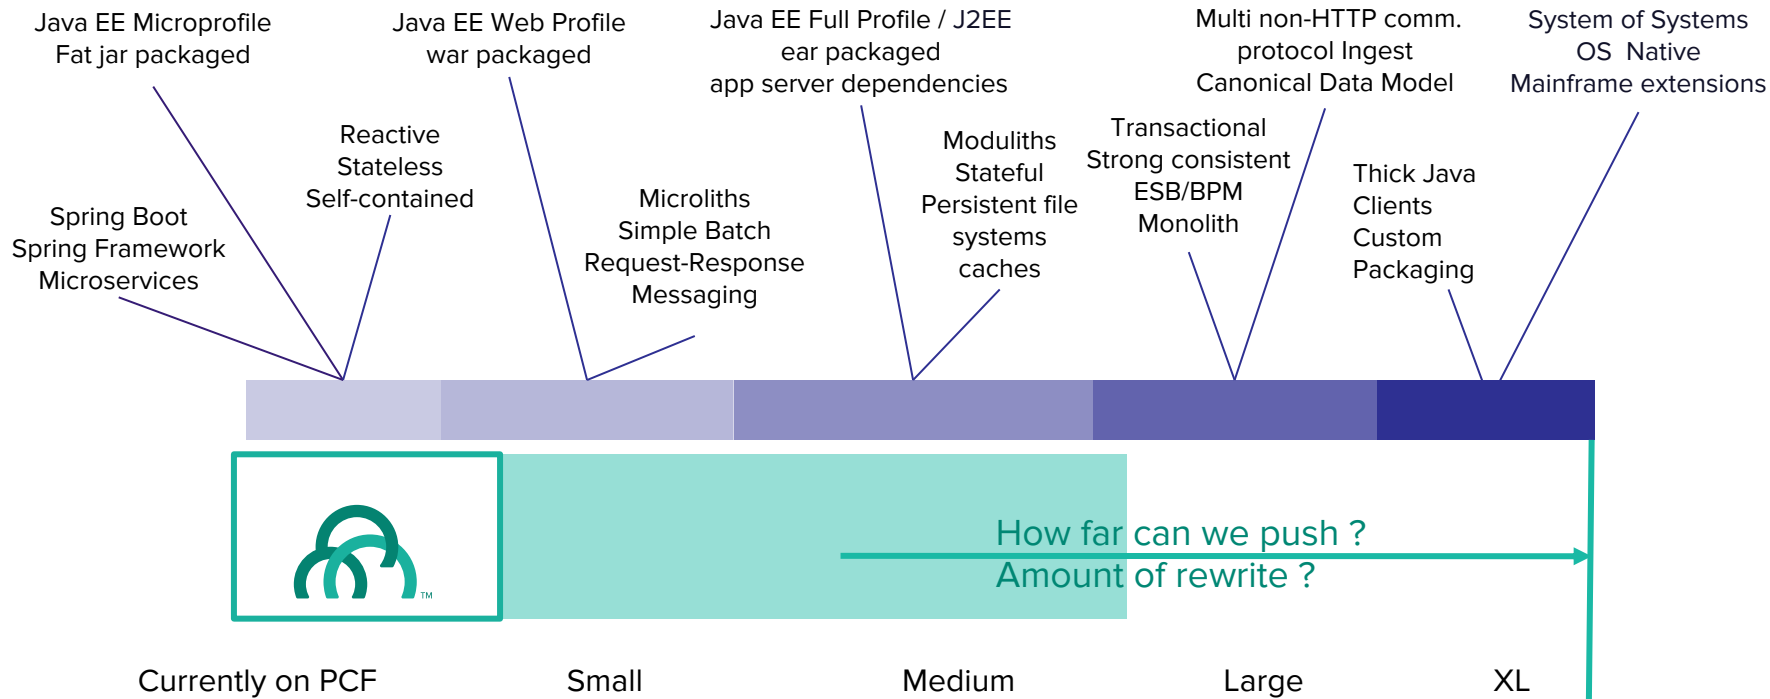 Java EE Microprofile
Fat jar packaged
Java EE Web Profile
war packaged
Java EE Full Profile / J2EE
ear packaged
app server dependencies
Multi non-HTTP comm.
protocol Ingest
Canonical Data Model
System of Systems
OS Native
Mainframe extensions
Spring Boot
Spring Framework
Microservices
Reactive
Stateless
Self-contained
Microliths
Simple Batch
Request-Response
Messaging
Moduliths
Stateful
Persistent file
systems
caches
Transactional
Strong consistent
ESB/BPM
Monolith
Thick Java
Clients
Custom
Packaging
TM
How far can we push ?
Amount of rewrite ?
Currently on PCF
Small
Medium
Large
XL